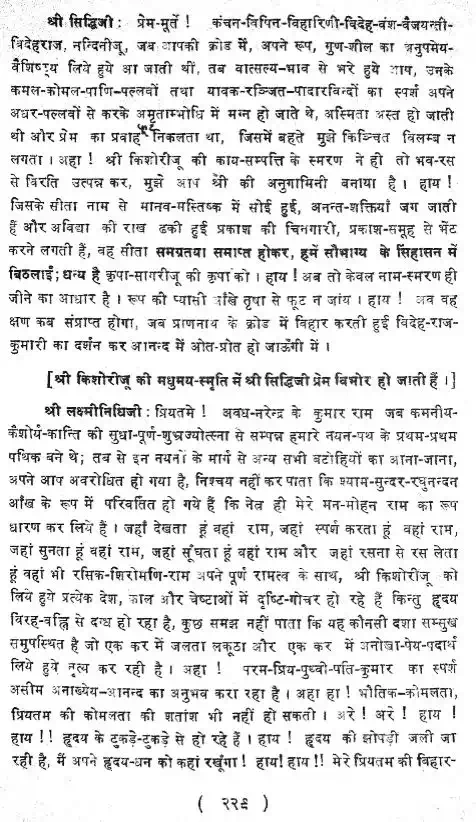 श्री सिद्धिजी : प्रेम-मूर्ते ! कंचन-विपिन-विहारिणी-विदेह-वंश-वैजयन्ती-
विदेहराज, नन्दिनीजू, जब आपकी क्रोड में, अपने रूप, गुण-शील का अनुपमेय-
वैशिष्ट्य लिये हुये आ जाती थीं, तब वात्सल्य-भाव से भरे हुये आप, उनके
कमल-कोमल-पाणि-पल्लवों तथा यावक-रञ्जित-पादारविन्दों का स्पर्श अपने
अधर-पल्लवों से करके अमृताम्भोधि में मग्न हो जाते थे, अस्मिता अस्त हो जाती
थी और प्रेम का प्रवाह निकलता था, जिसमें बहते मुझे किञ्चित विलम्ब न
लगता । अहा ! श्री किशोरीजू की काय-सम्पत्ति के स्मरण ने ही तो भव-रस
से विरति उत्पन्न कर, मुझे आप श्री की अनुगामिनी बनाया है । हाय !
जिसके सीता नाम से मानव-मस्तिष्क में सोई हुई, अनन्त-शक्तियां जग जाती
हैं और अविद्या की राख ढकी हुई प्रकाश की चिनगारी, प्रकाश-समूह से भेंट
करने लगती हैं, वह सीता समग्रतया समाप्त होकर, हमें सौभाग्य के सिंहासन में
बिठलाईं; धन्य है कृपा-सागरीजू की कृपा को । हाय ! अब तो केवल नाम-स्मरण ही
जीने का आधार है । रूप की प्यासी आँखें तृषा से फूट न जांय । हाय ! अब वह
क्षण कब संप्राप्त होगा, जब प्राणनाथ के क्रोड में विहार करती हुई विदेह-राज-
कुमारी का दर्शन कर आनन्द में ओत-प्रोत हो जाऊँगी मैं ।
[श्री किशोरीजू की मधुमय-स्मृति में श्री सिद्धिजी प्रेम विभोर हो जाती हैं ।]
श्री लक्ष्मीनिधिजी : प्रियतमे ! अवध-नरेन्द्र के कुमार राम जब कमनीय-
कैशोर्य-कान्ति की सुधा-पूर्ण-शुभ्रज्योत्स्ना से सम्पन्न हमारे नयन-पथ के प्रथम-प्रथम
पथिक बने थे; तब से इन नयनों के मार्ग से अन्य सभी बटोहियों का आना-जाना,
अपने आप अवरोधित हो गया है, निश्चय नहीं कर पाता कि श्याम-सुन्दर-रघुनन्दन
आँख के रूप में परिवर्तित हो गये हैं कि नेत्र ही मेरे मन-मोहन राम का रूप
धारण कर लिये हैं । जहाँ देखता हूं वहां राम, जहां स्पर्श करता हूं वहां राम,
जहां सुनता हूं वहां राम, जहां सूँघता हूं वहां राम और जहां रसना से रस लेता
हूं वहां भी रसिक-शिरोमणि-राम अपने पूर्ण रामत्व के साथ, श्री किशोरीजू को
लिये हुये प्रत्येक देश, काल और चेष्टाओं में दृष्टि-गोचर हो रहे हैं किन्तु हृदय
विरह-वह्नि से दग्ध हो रहा है, कुछ समझ नहीं पाता कि यह कौनसी दशा सम्मुख
समुपस्थित है जो एक कर में जलता लकूठा और एक कर में अनोखा-पेय-पदार्थ
लिये हुये नृत्य कर रही है । अहा ! परम-प्रिय-पृथ्वी-पति-कुमार का स्पर्श
असीम अनाख्येय-आनन्द का अनुभव करा रहा है । अहा हा ! भौतिक-कोमलता,
प्रियतम की कोमलता की शतांश भी नहीं हो सकती । अरे ! अरे ! हाय !
हाय !! हृदय के टुकड़े-टुकड़े से हो रहे हैं । हाय ! हृदय की झोपड़ी जली जा
रही है, मैं अपने हृदय-धन को कहां रखूंगा ! हाय! हाय !! मेरे प्रियतम की विहार-
( २२९ )